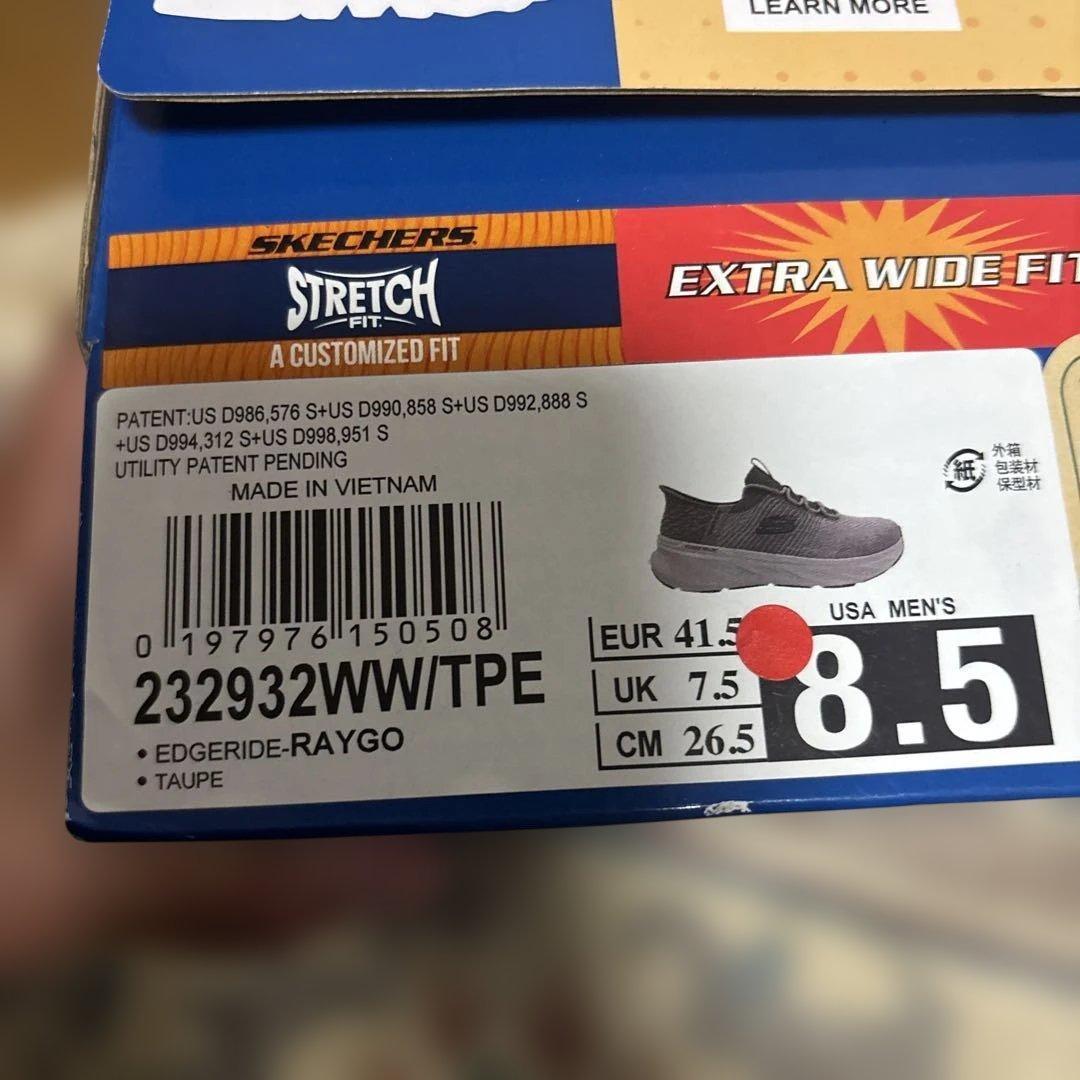 LEARN MORE
SKECHERS
STRETCH
FIT.
A CUSTOMIZED FIT
EXTRA WIDE FIT
PATENT:US D986,576 S+US D990,858 S+US D992,888 S
+US D994,312 S+US D998,951 S
UTILITY PATENT PENDING
MADE IN VIETNAM
紙
外箱
包装材
保型材
0 197976 150508
232932WW/TPE
• EDGERIDE-RAYGO
• TAUPE
USA MEN'S
8.5
EUR 41.5
UK 7.5
CM 26.5